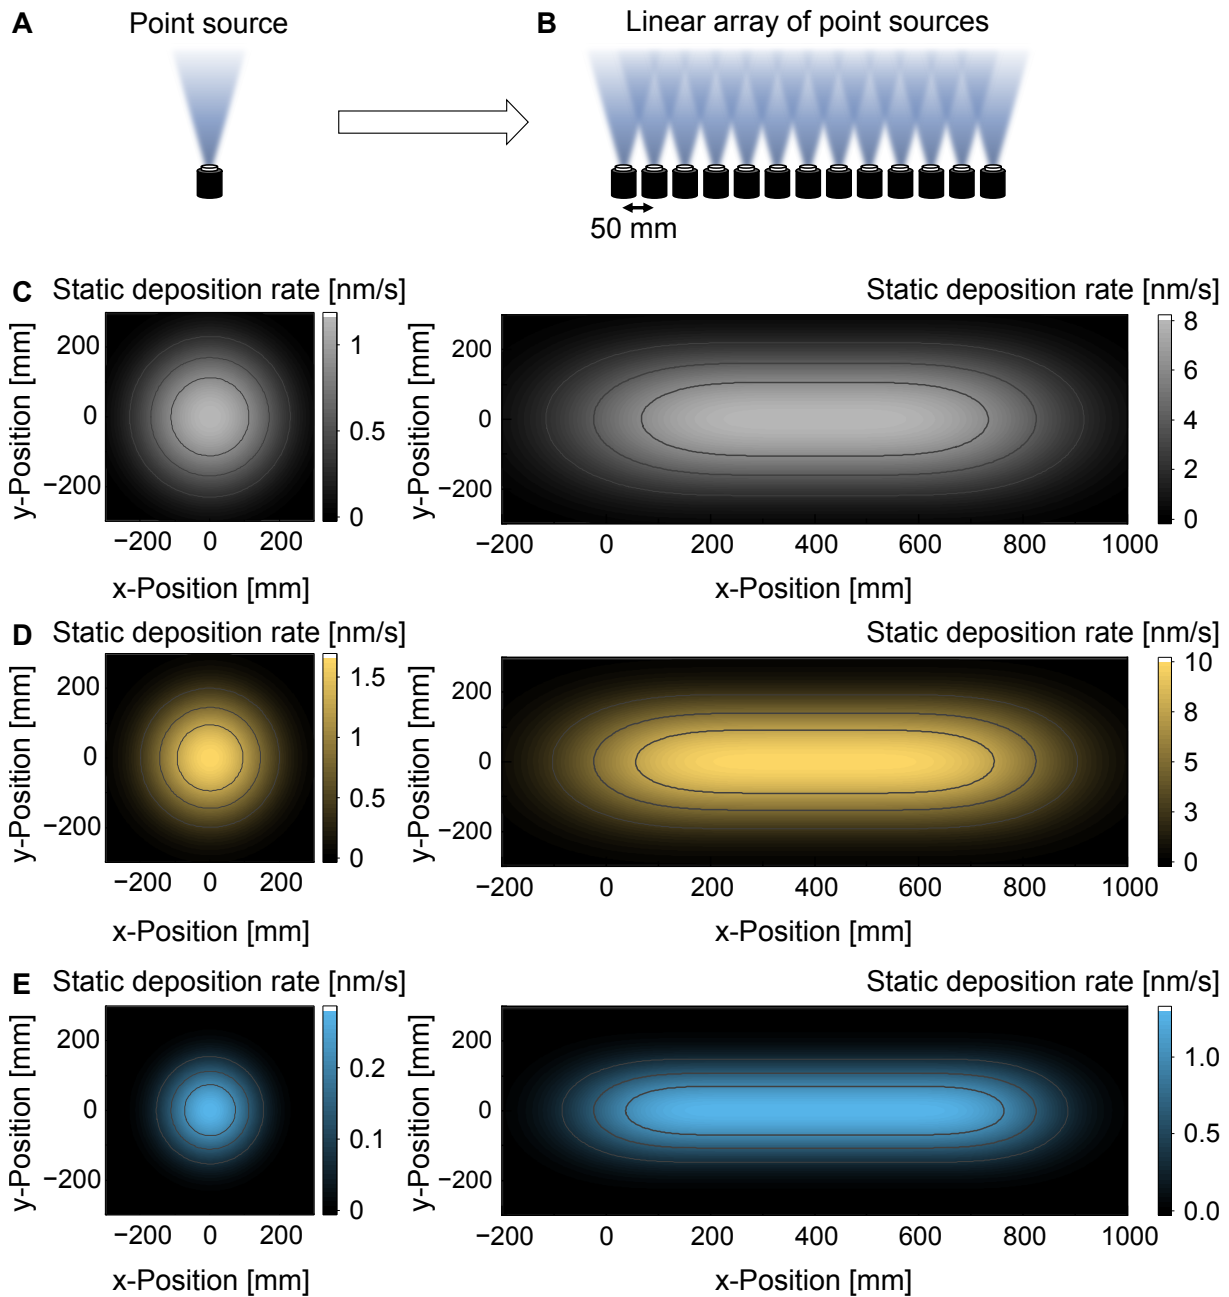 A Point source
B Linear array of point sources
50 mm
C Static deposition rate [nm/s]
y-Position [mm]
200
0
−200
−200 0 200
x-Position [mm]
1
0.5
0
Static deposition rate [nm/s]
y-Position [mm]
200
0
−200
−200 0 200 400 600 800 1000
x-Position [mm]
8
6
4
2
0
D Static deposition rate [nm/s]
y-Position [mm]
200
0
−200
−200 0 200
x-Position [mm]
1.5
1
0.5
0
Static deposition rate [nm/s]
y-Position [mm]
200
0
−200
−200 0 200 400 600 800 1000
x-Position [mm]
10
8
5
3
0
E Static deposition rate [nm/s]
y-Position [mm]
200
0
−200
−200 0 200
x-Position [mm]
0.2
0.1
0
Static deposition rate [nm/s]
y-Position [mm]
200
0
−200
−200 0 200 400 600 800 1000
x-Position [mm]
1.0
0.5
0.0